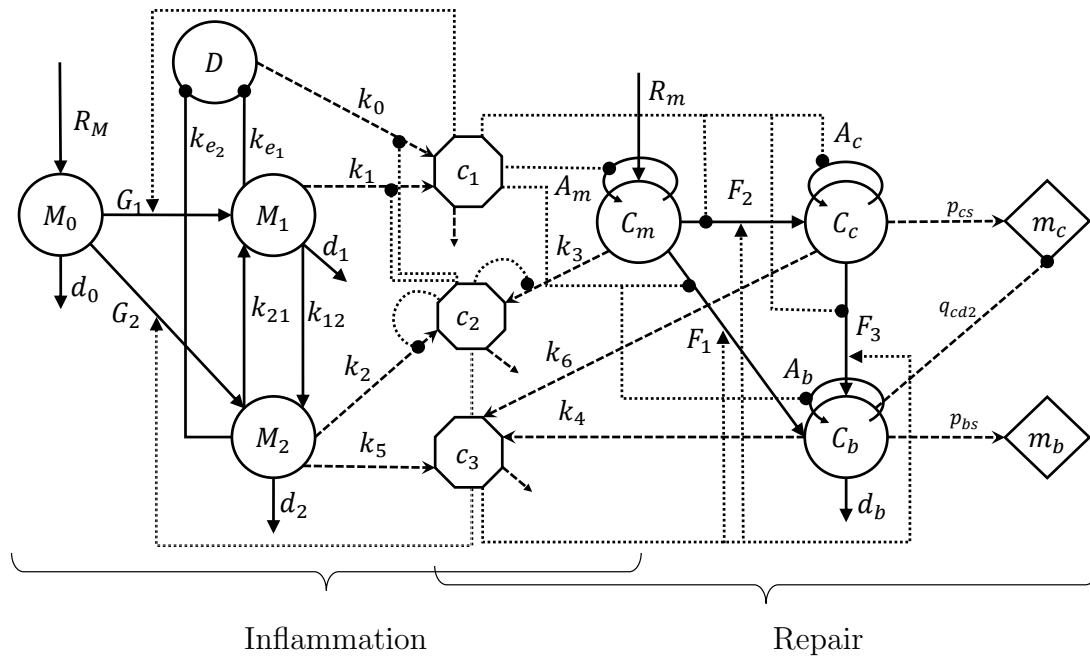 D
k_0
A_c
R_m
R_M
k_{e_2}
k_{e_1}
k_1
c_1
A_m
F_2
p_{cs}
M_0
G_1
M_1
C_m
C_c
m_c
d_1
k_3
d_0
G_2
k_{21}
k_{12}
c_2
q_{cd2}
F_1
F_3
k_2
k_6
A_b
M_2
k_5
c_3
k_4
C_b
p_{bs}
m_b
d_2
d_b
Inflammation
Repair